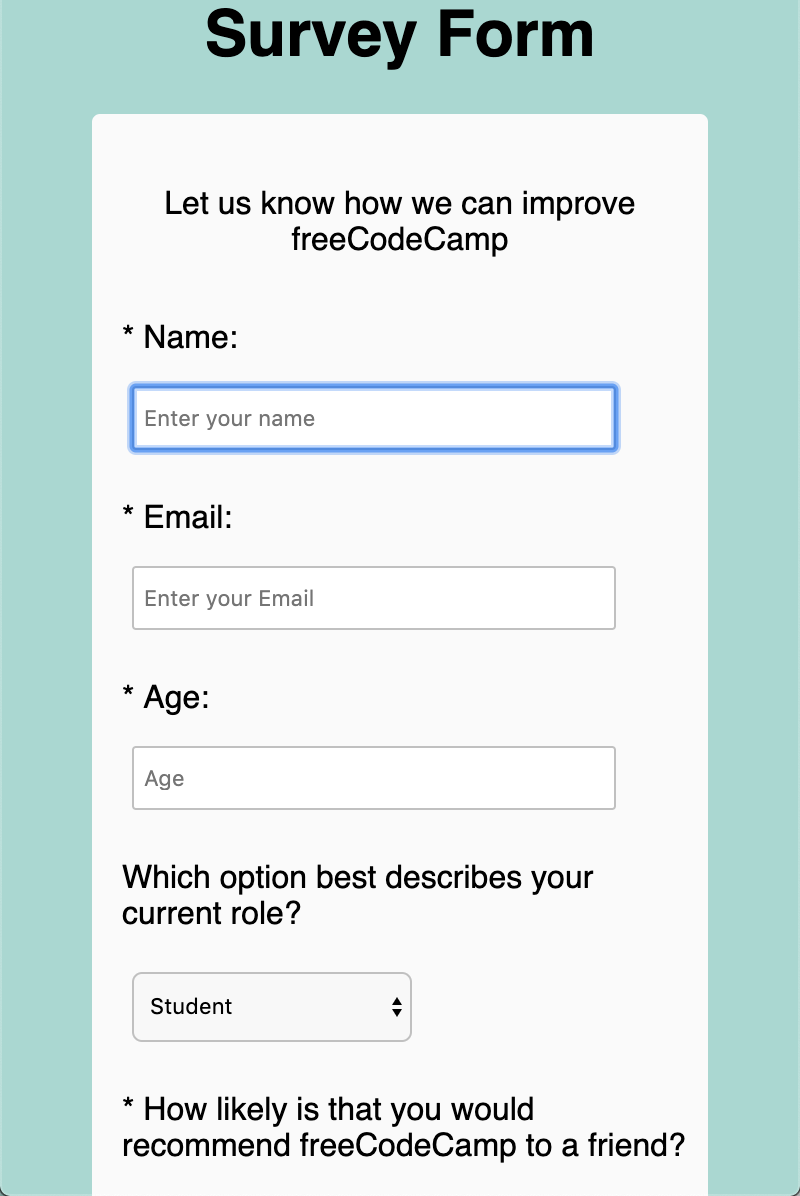 Survey Form
Let us know how we can improve
freeCodeCamp
* Name:
Enter your name
* Email:
Enter your Email
* Age:
Age
Which option best describes your
current role?
Student
* How likely is that you would
recommend freeCodeCamp to a friend?